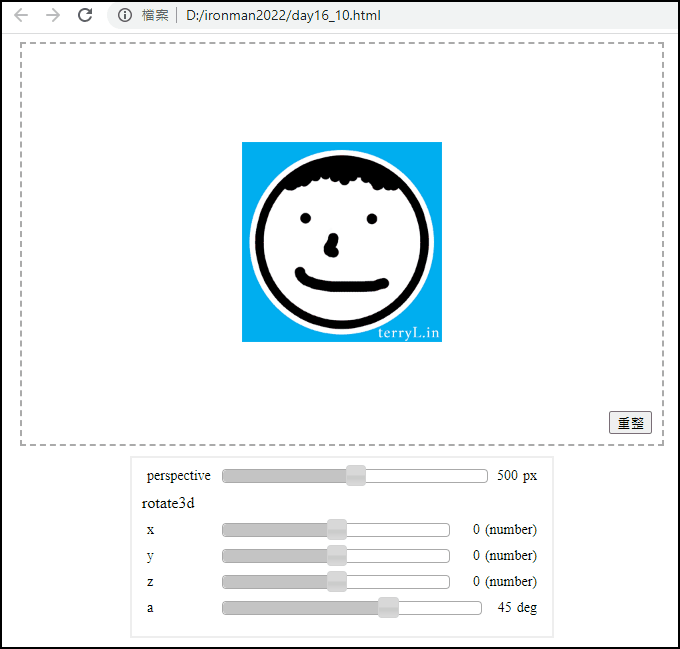 檔案 D:/ironman2022/day16_10.html
terryL.in
重整
perspective 500 px
rotate3d
x 0 (number)
y 0 (number)
z 0 (number)
a 45 deg